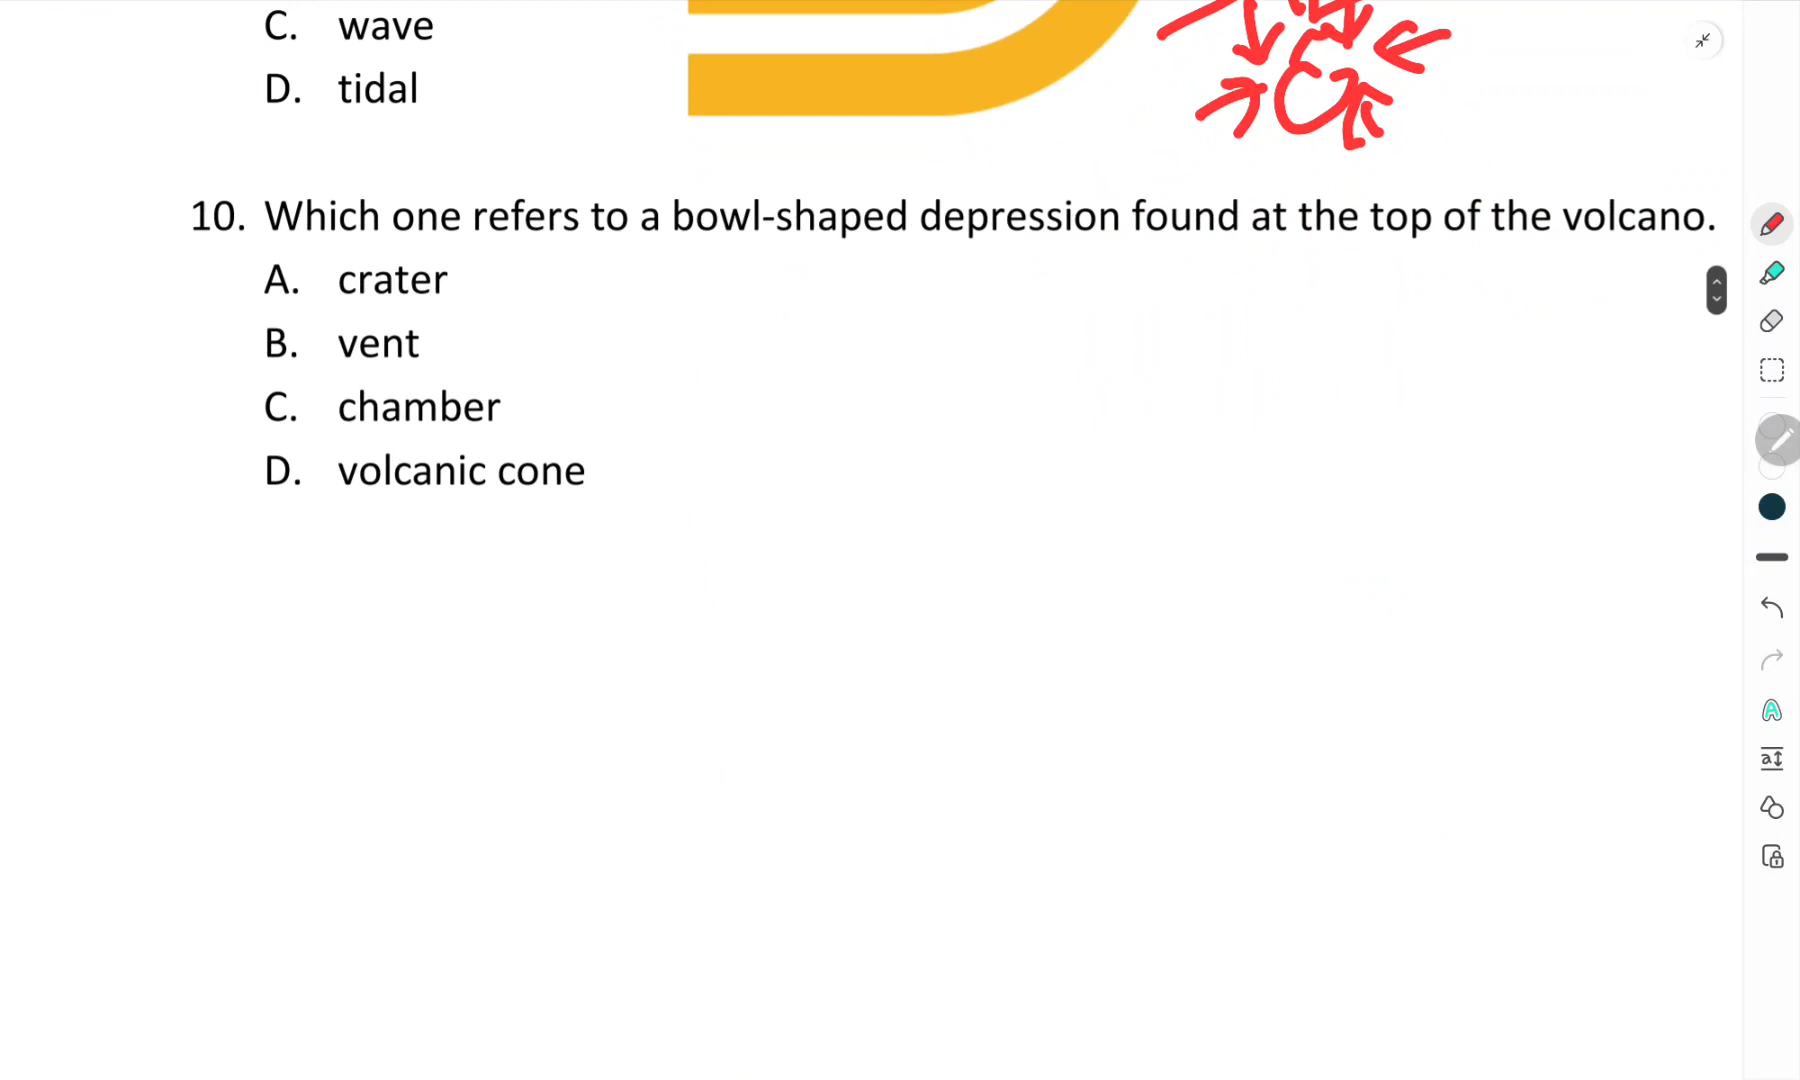 C. wave
D. tidal
10. Which one refers to a bowl-shaped depression found at the top of the volcano.
A. crater
B. vent
C. chamber
D. volcanic cone